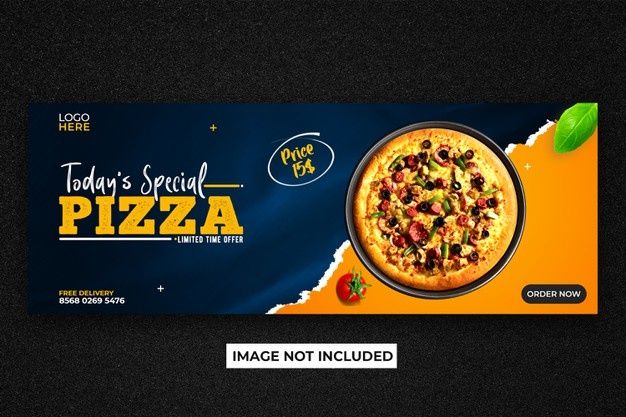 LOGO
HERE
Price
15$
Today's Special
PIZZA
LIMITED TIME OFFER
FREE DELIVERY
8568 0269 5476
ORDER NOW
IMAGE NOT INCLUDED